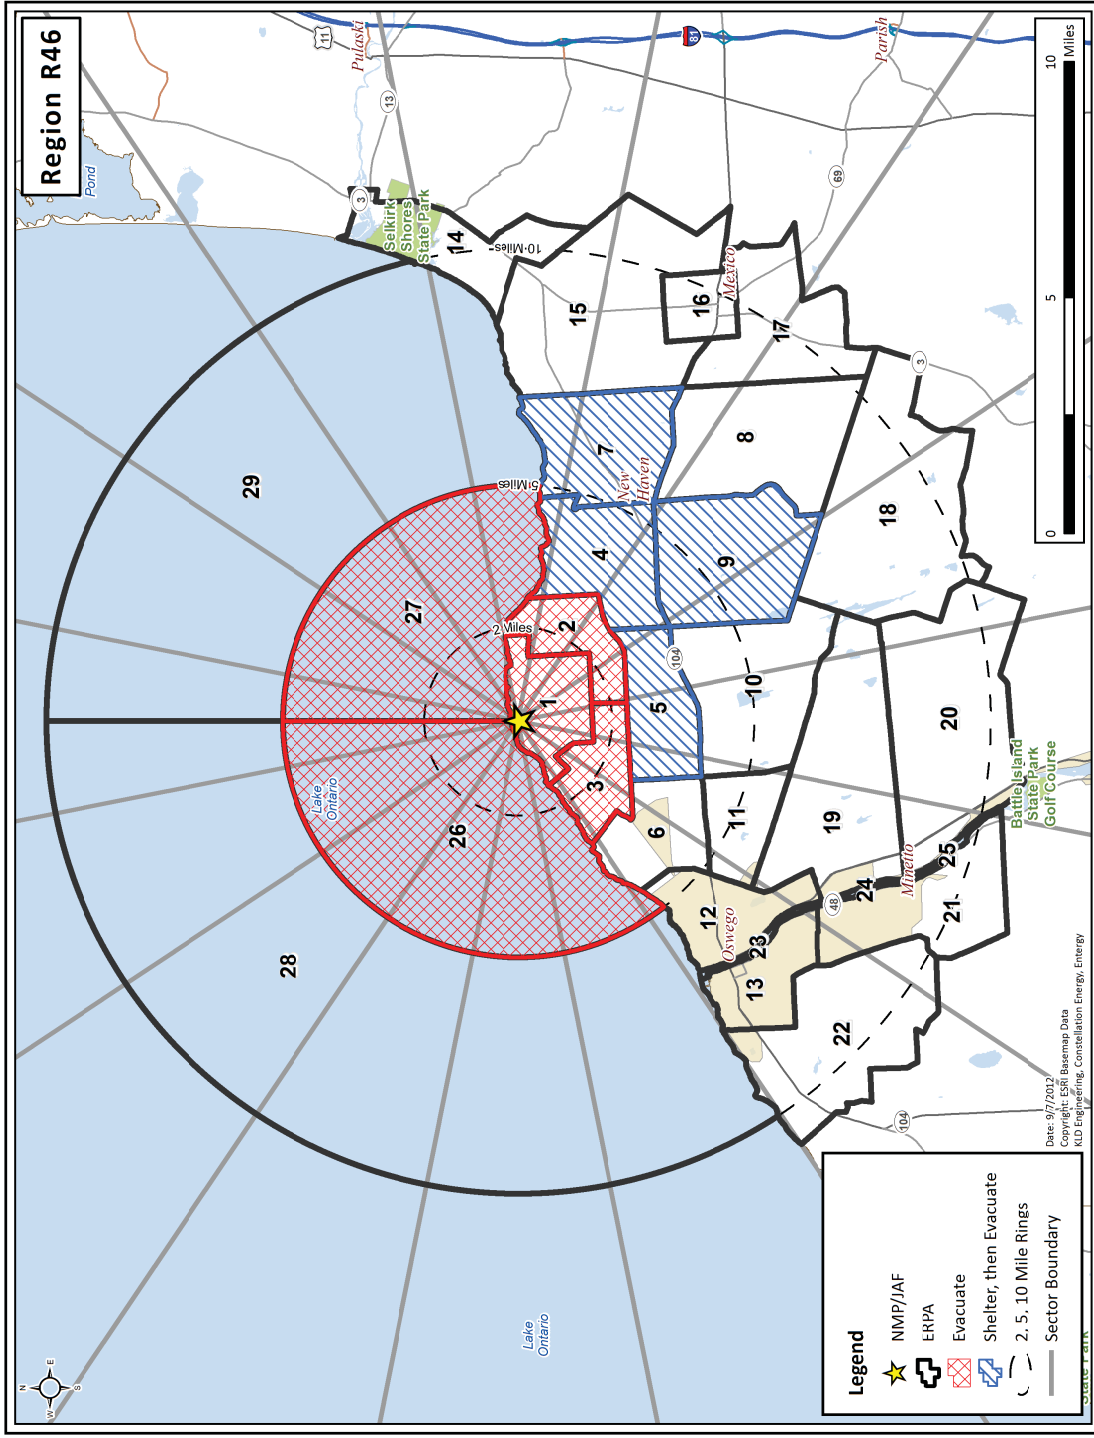 Region R46
N
W
E
S
Pond
Pulaski
11
13
3
Selkirk
Shores
State Park
14
10 Miles
81
Parish
69
29
28
Lake
Ontario
27
26
5 Miles
2 Miles
15
16
Mexico
17
3
7
New
Haven
8
4
9
18
2
1
3
5
104
10
6
11
19
20
Battle Island
State Park
Golf Course
12
Oswego
23
13
48
24
Minetto
25
21
22
104
Lake
Ontario
0
5
10
Miles
Legend
NMP/JAF
ERPA
Evacuate
Shelter, then Evacuate
2, 5, 10 Mile Rings
Sector Boundary
Date: 9/7/2012
Copyright: ESRI Basemap Data
KLD Engineering, Constellation Energy, Entergy
State Park